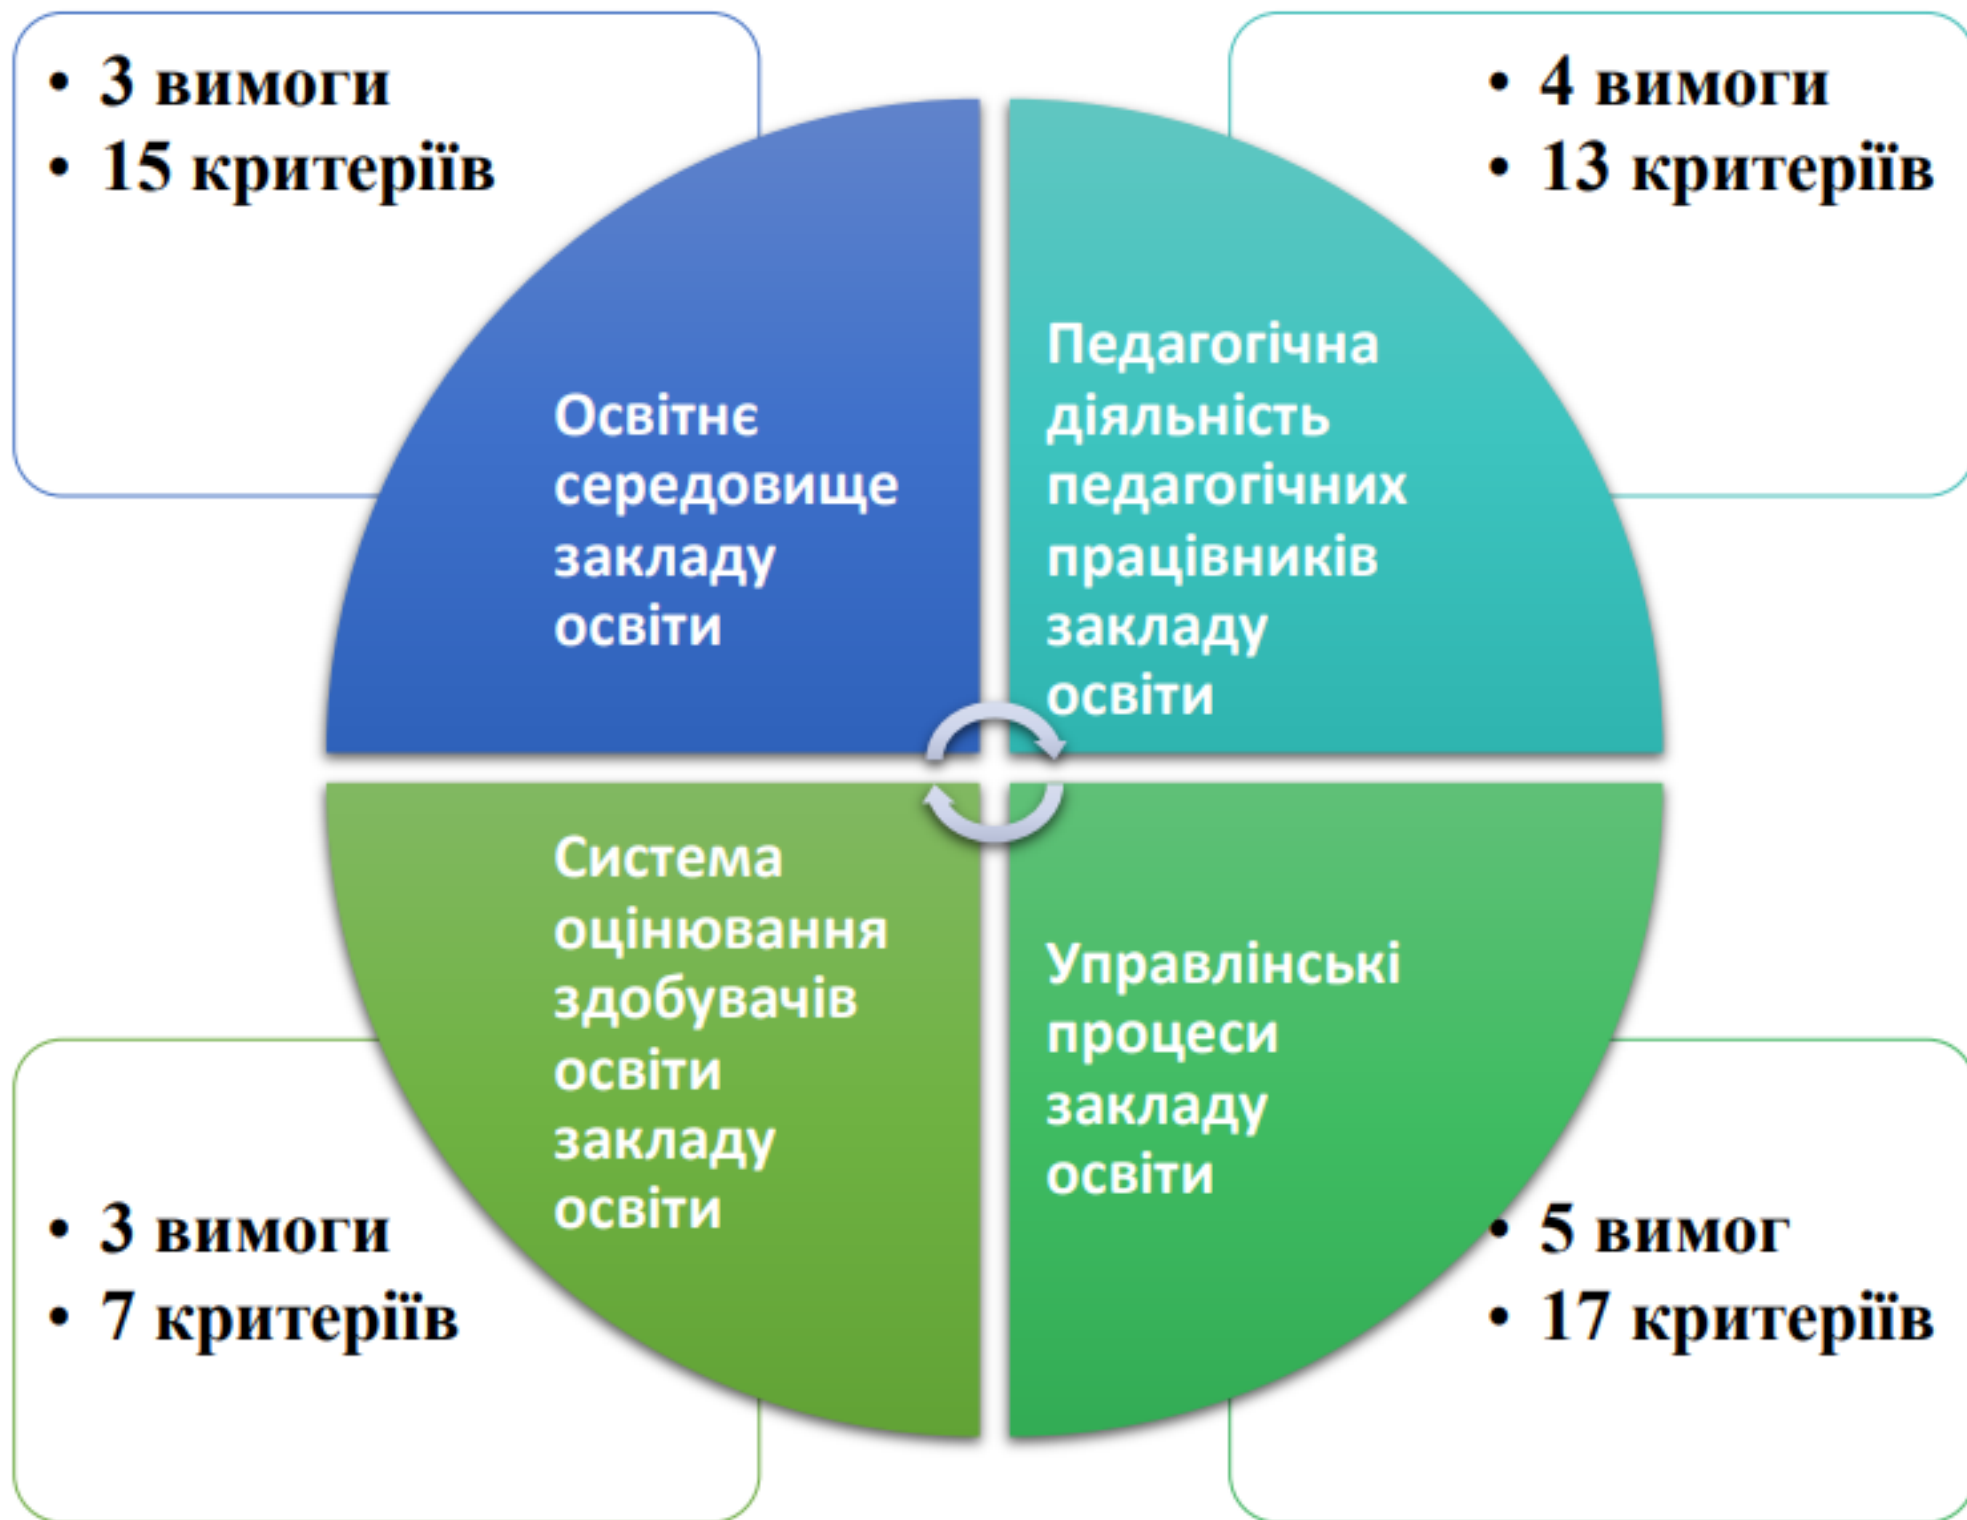 • 3 вимоги
• 15 критеріїв
• 4 вимоги
• 13 критеріїв
Освітнє
середовище
закладу
освіти
Педагогічна
діяльність
педагогічних
працівників
закладу
освіти
Система
оцінювання
здобувачів
освіти
закладу
освіти
Управлінські
процеси
закладу
освіти
• 3 вимоги
• 7 критеріїв
• 5 вимог
• 17 критеріїв